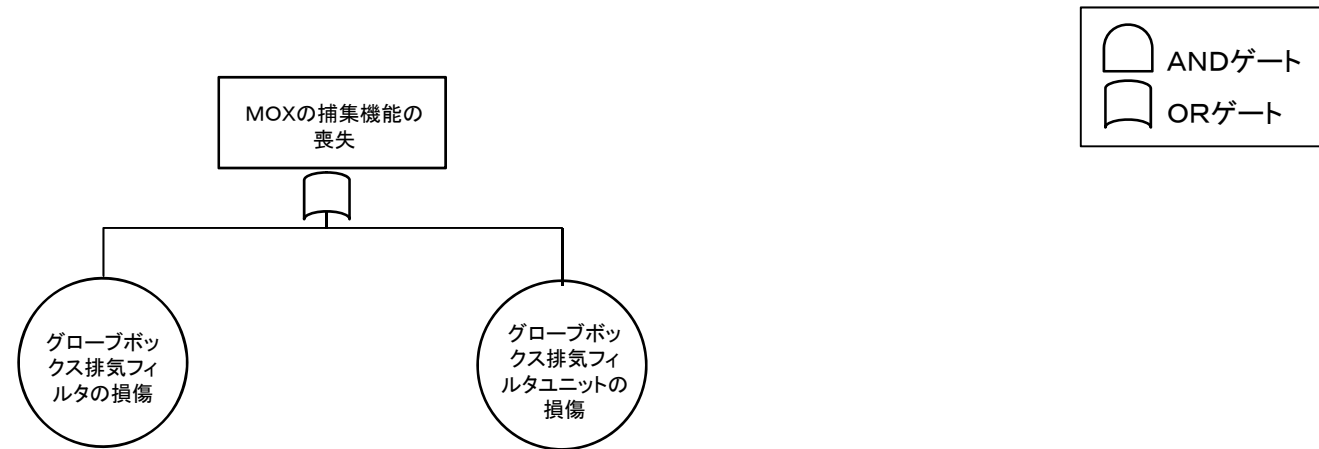 ANDゲート
ORゲート
MOXの捕集機能の
喪失
グローブボッ
クス排気フィ
ルタの損傷
グローブボッ
クス排気フィ
ルタユニットの
損傷